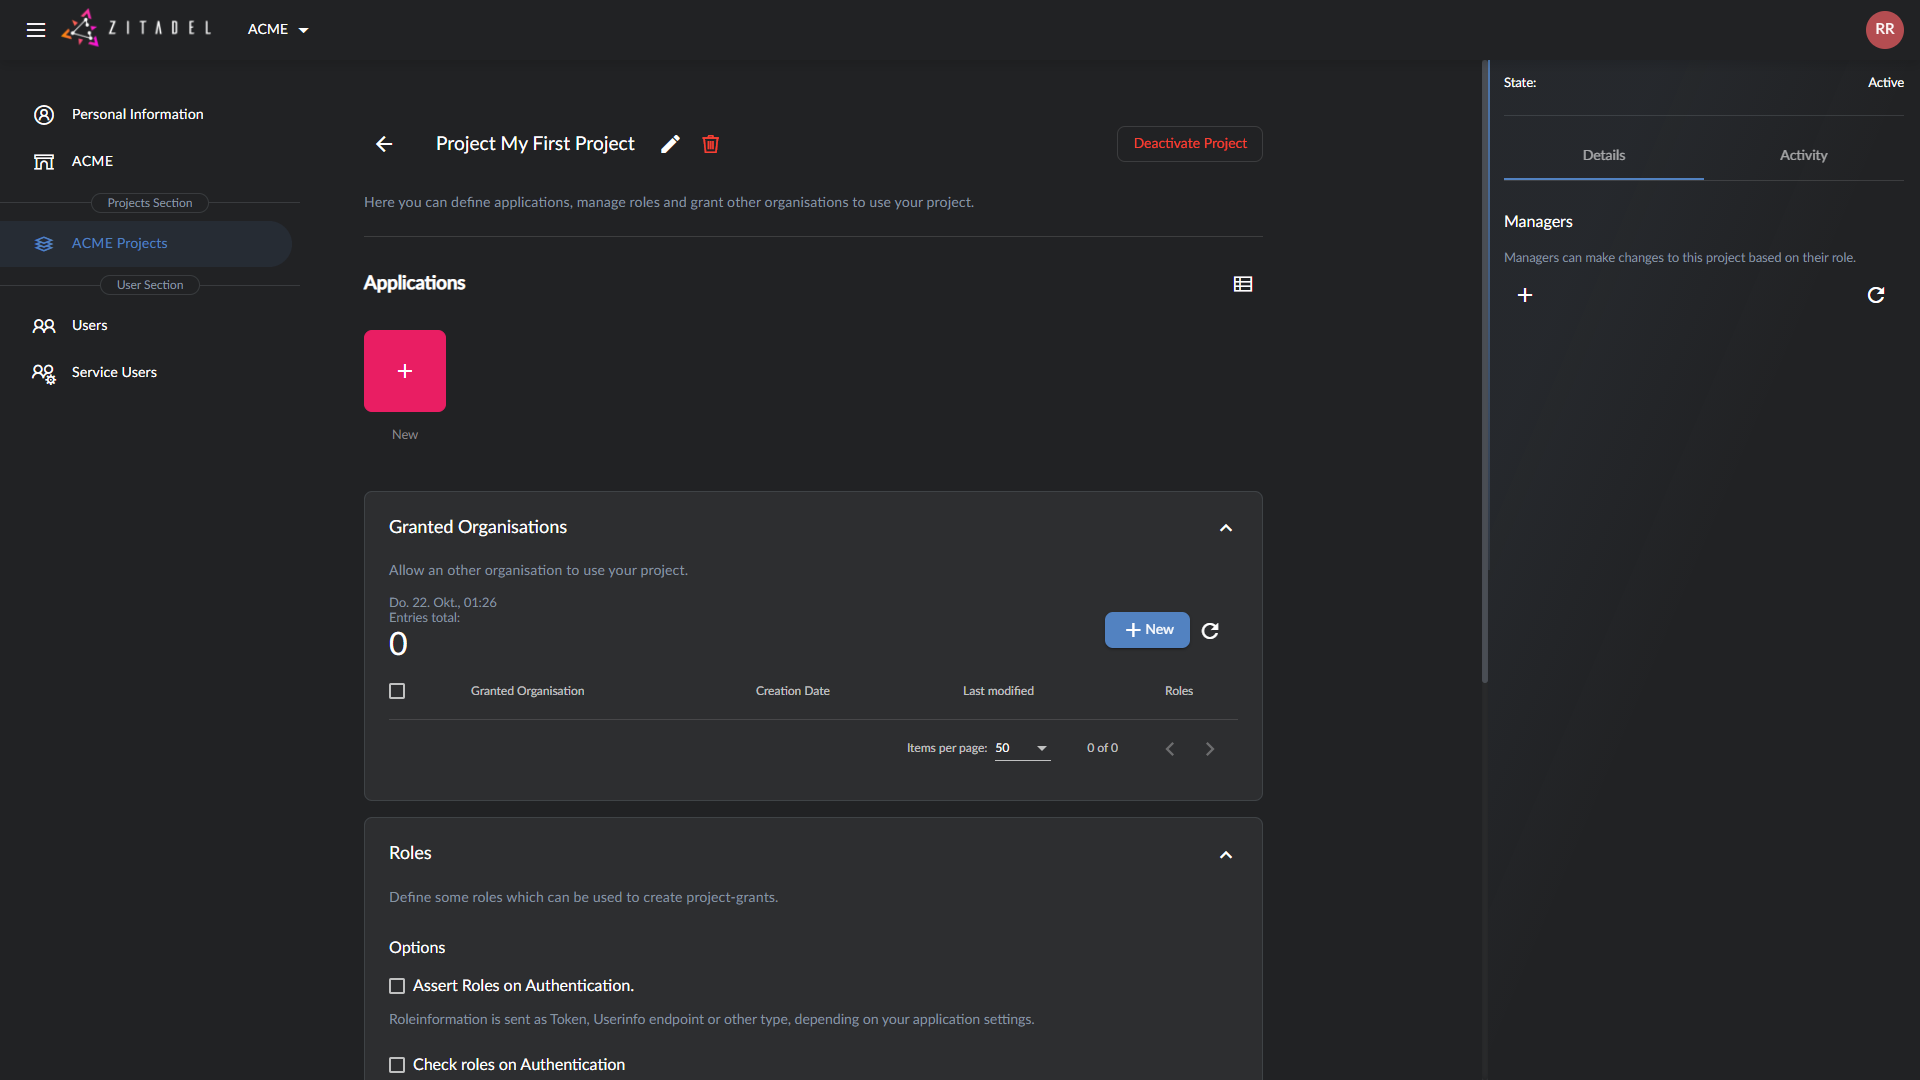 ZITADEL
ACME
RR
Personal Information
ACME
Projects Section
ACME Projects
User Section
Users
Service Users
Project My First Project
Deactivate Project
Here you can define applications, manage roles and grant other organisations to use your project.
Applications
New
Granted Organisations
Allow an other organisation to use your project.
Do. 22. Okt., 01:26
Entries total:
0
New
Granted Organisation Creation Date Last modified Roles
Items per page: 50 0 of 0
Roles
Define some roles which can be used to create project-grants.
Options
Assert Roles on Authentication.
Roleinformation is sent as Token, Userinfo endpoint or other type, depending on your application settings.
Check roles on Authentication
State: Active
Details Activity
Managers
Managers can make changes to this project based on their role.